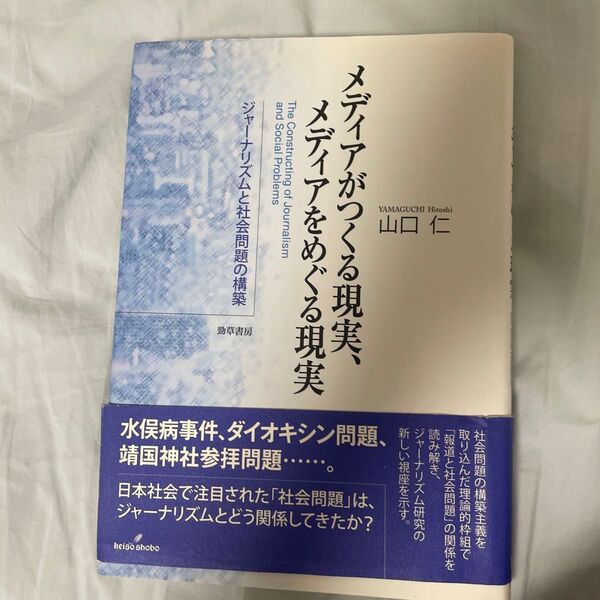 メディアがつくる現実、
メディアをめぐる現実
The Constructing of Journalism
and Social Problems
ジャーナリズムと社会問題の構築
YAMAGUCHI Hitoshi
山口 仁
勁草書房
水俣病事件、ダイオキシン問題、
靖国神社参拝問題……。
日本社会で注目された「社会問題」は、
ジャーナリズムとどう関係してきたか?
社会問題の構築主義を
取り込んだ理論的枠組で
「報道と社会問題」の関係を
読み解き、
ジャーナリズム研究の
新しい視座を示す。
keiso shobo